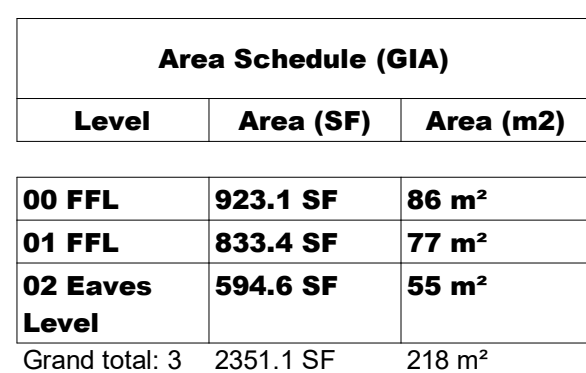 Area Schedule (GIA)
Level Area (SF) Area (m2)
00 FFL 923.1 SF 86 m²
01 FFL 833.4 SF 77 m²
02 Eaves 594.6 SF 55 m²
Level
Grand total: 3 2351.1 SF 218 m²